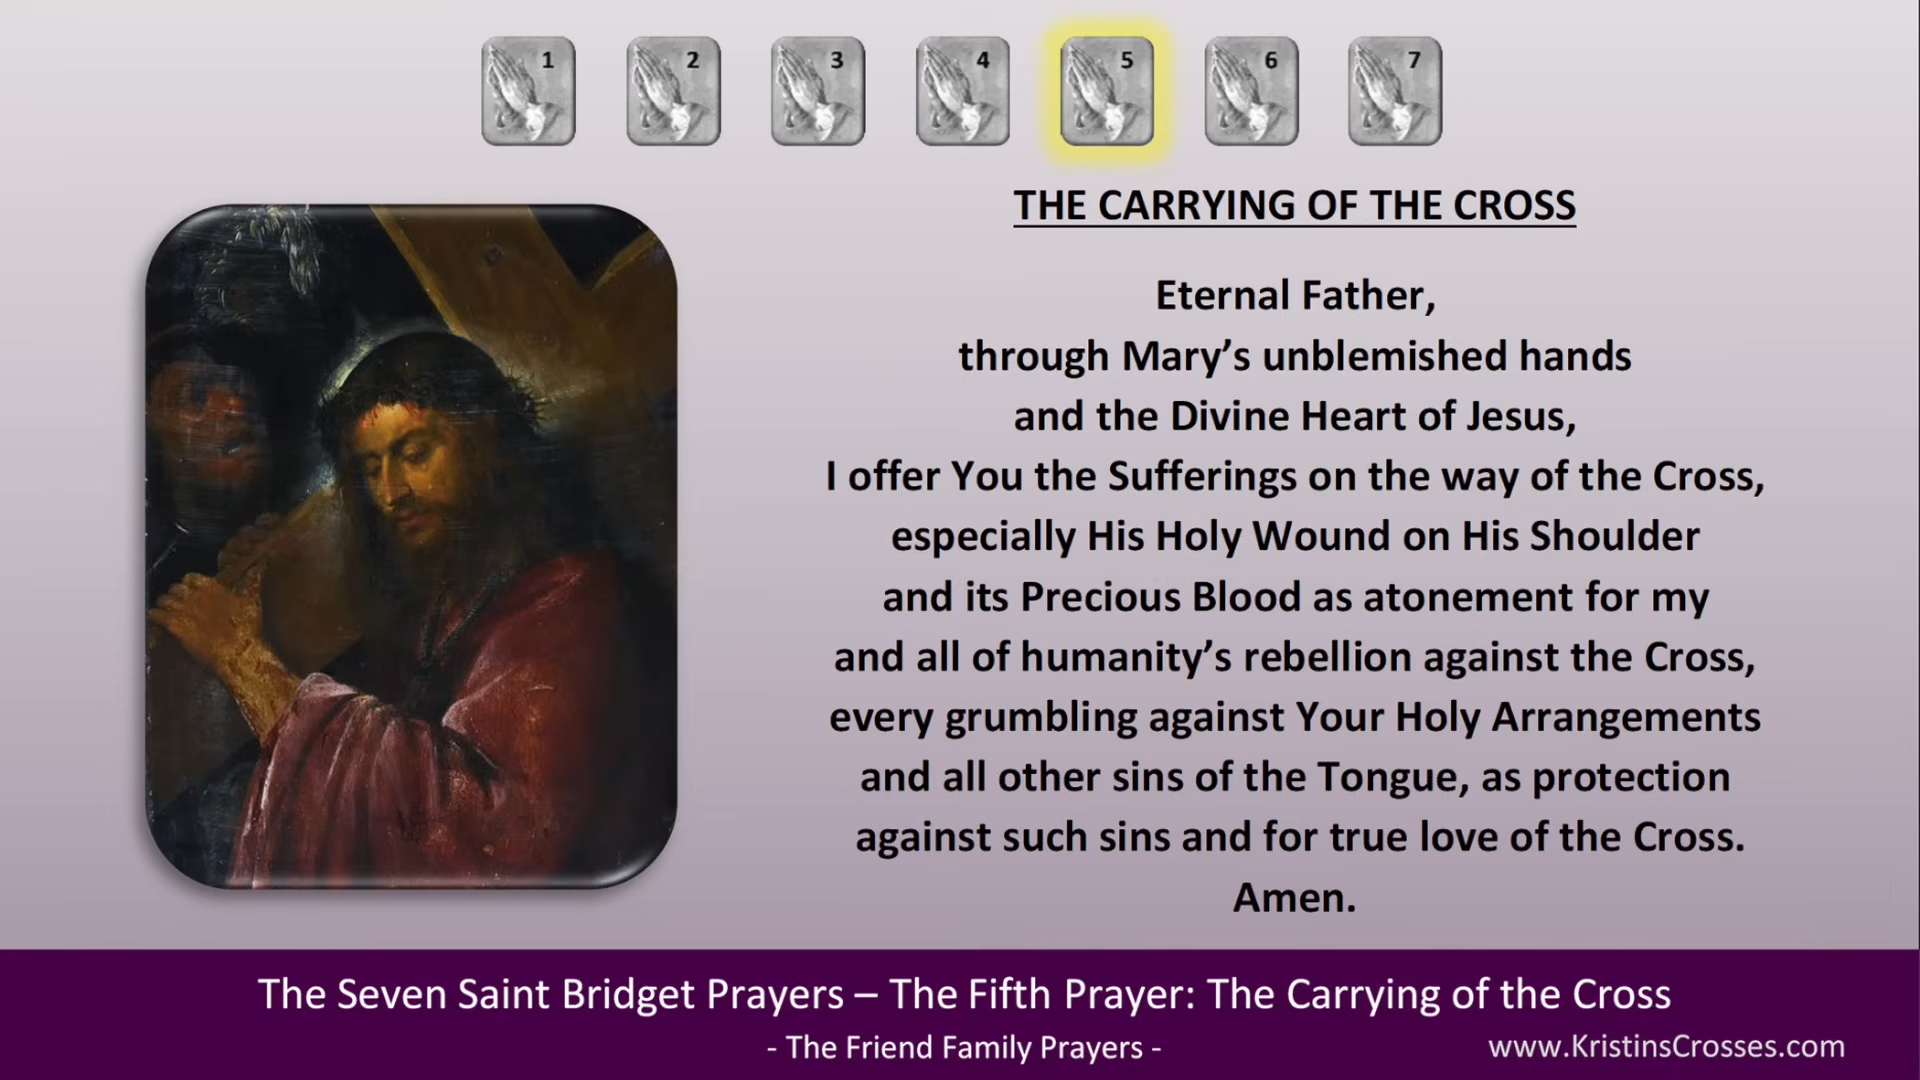 1 2 3 4 5 6 7
THE CARRYING OF THE CROSS
Eternal Father,
through Mary’s unblemished hands
and the Divine Heart of Jesus,
I offer You the Sufferings on the way of the Cross,
especially His Holy Wound on His Shoulder
and its Precious Blood as atonement for my
and all of humanity’s rebellion against the Cross,
every grumbling against Your Holy Arrangements
and all other sins of the Tongue, as protection
against such sins and for true love of the Cross.
Amen.
The Seven Saint Bridget Prayers – The Fifth Prayer: The Carrying of the Cross
- The Friend Family Prayers -
www.KristinsCrosses.com